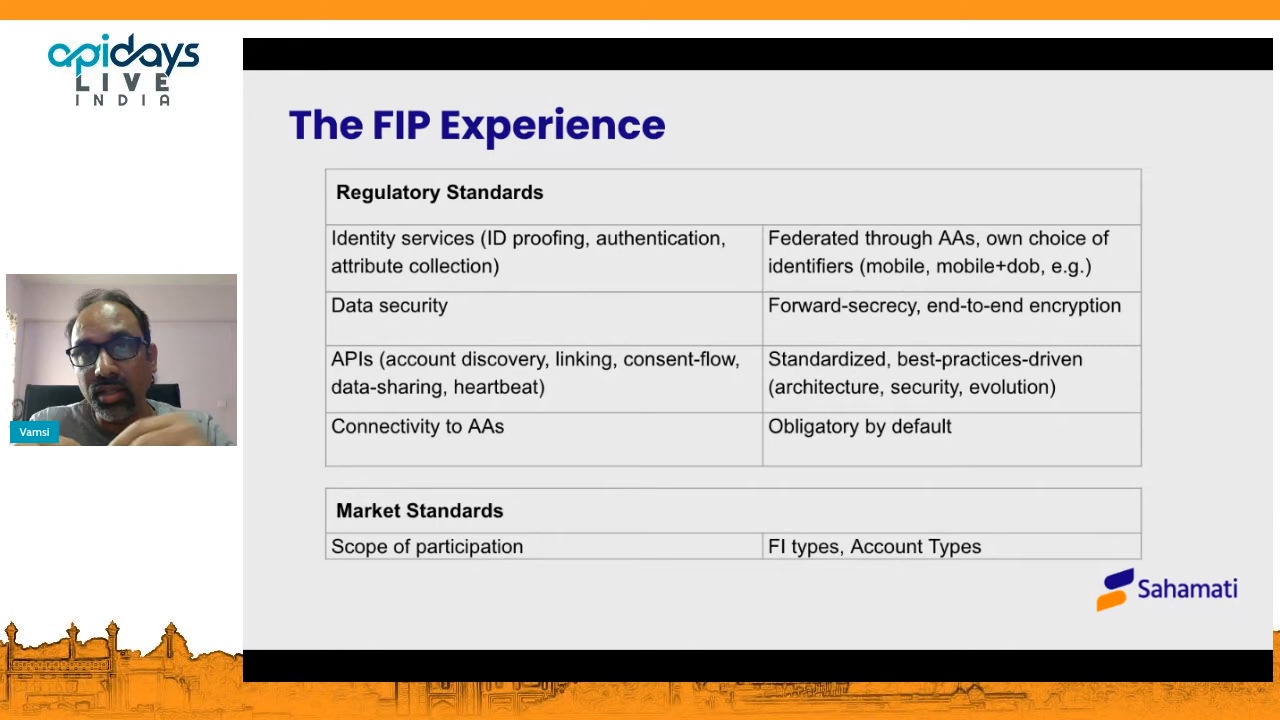 apidays
LIVE
INDIA
The FIP Experience
Regulatory Standards
Identity services (ID proofing, authentication,
attribute collection)
Federated through AAs, own choice of
identifiers (mobile, mobile+dob, e.g.)
Data security
Forward-secrecy, end-to-end encryption
APIs (account discovery, linking, consent-flow,
data-sharing, heartbeat)
Standardized, best-practices-driven
(architecture, security, evolution)
Connectivity to AAs
Obligatory by default
Market Standards
Scope of participation
FI types, Account Types
Sahamati
Vamsi